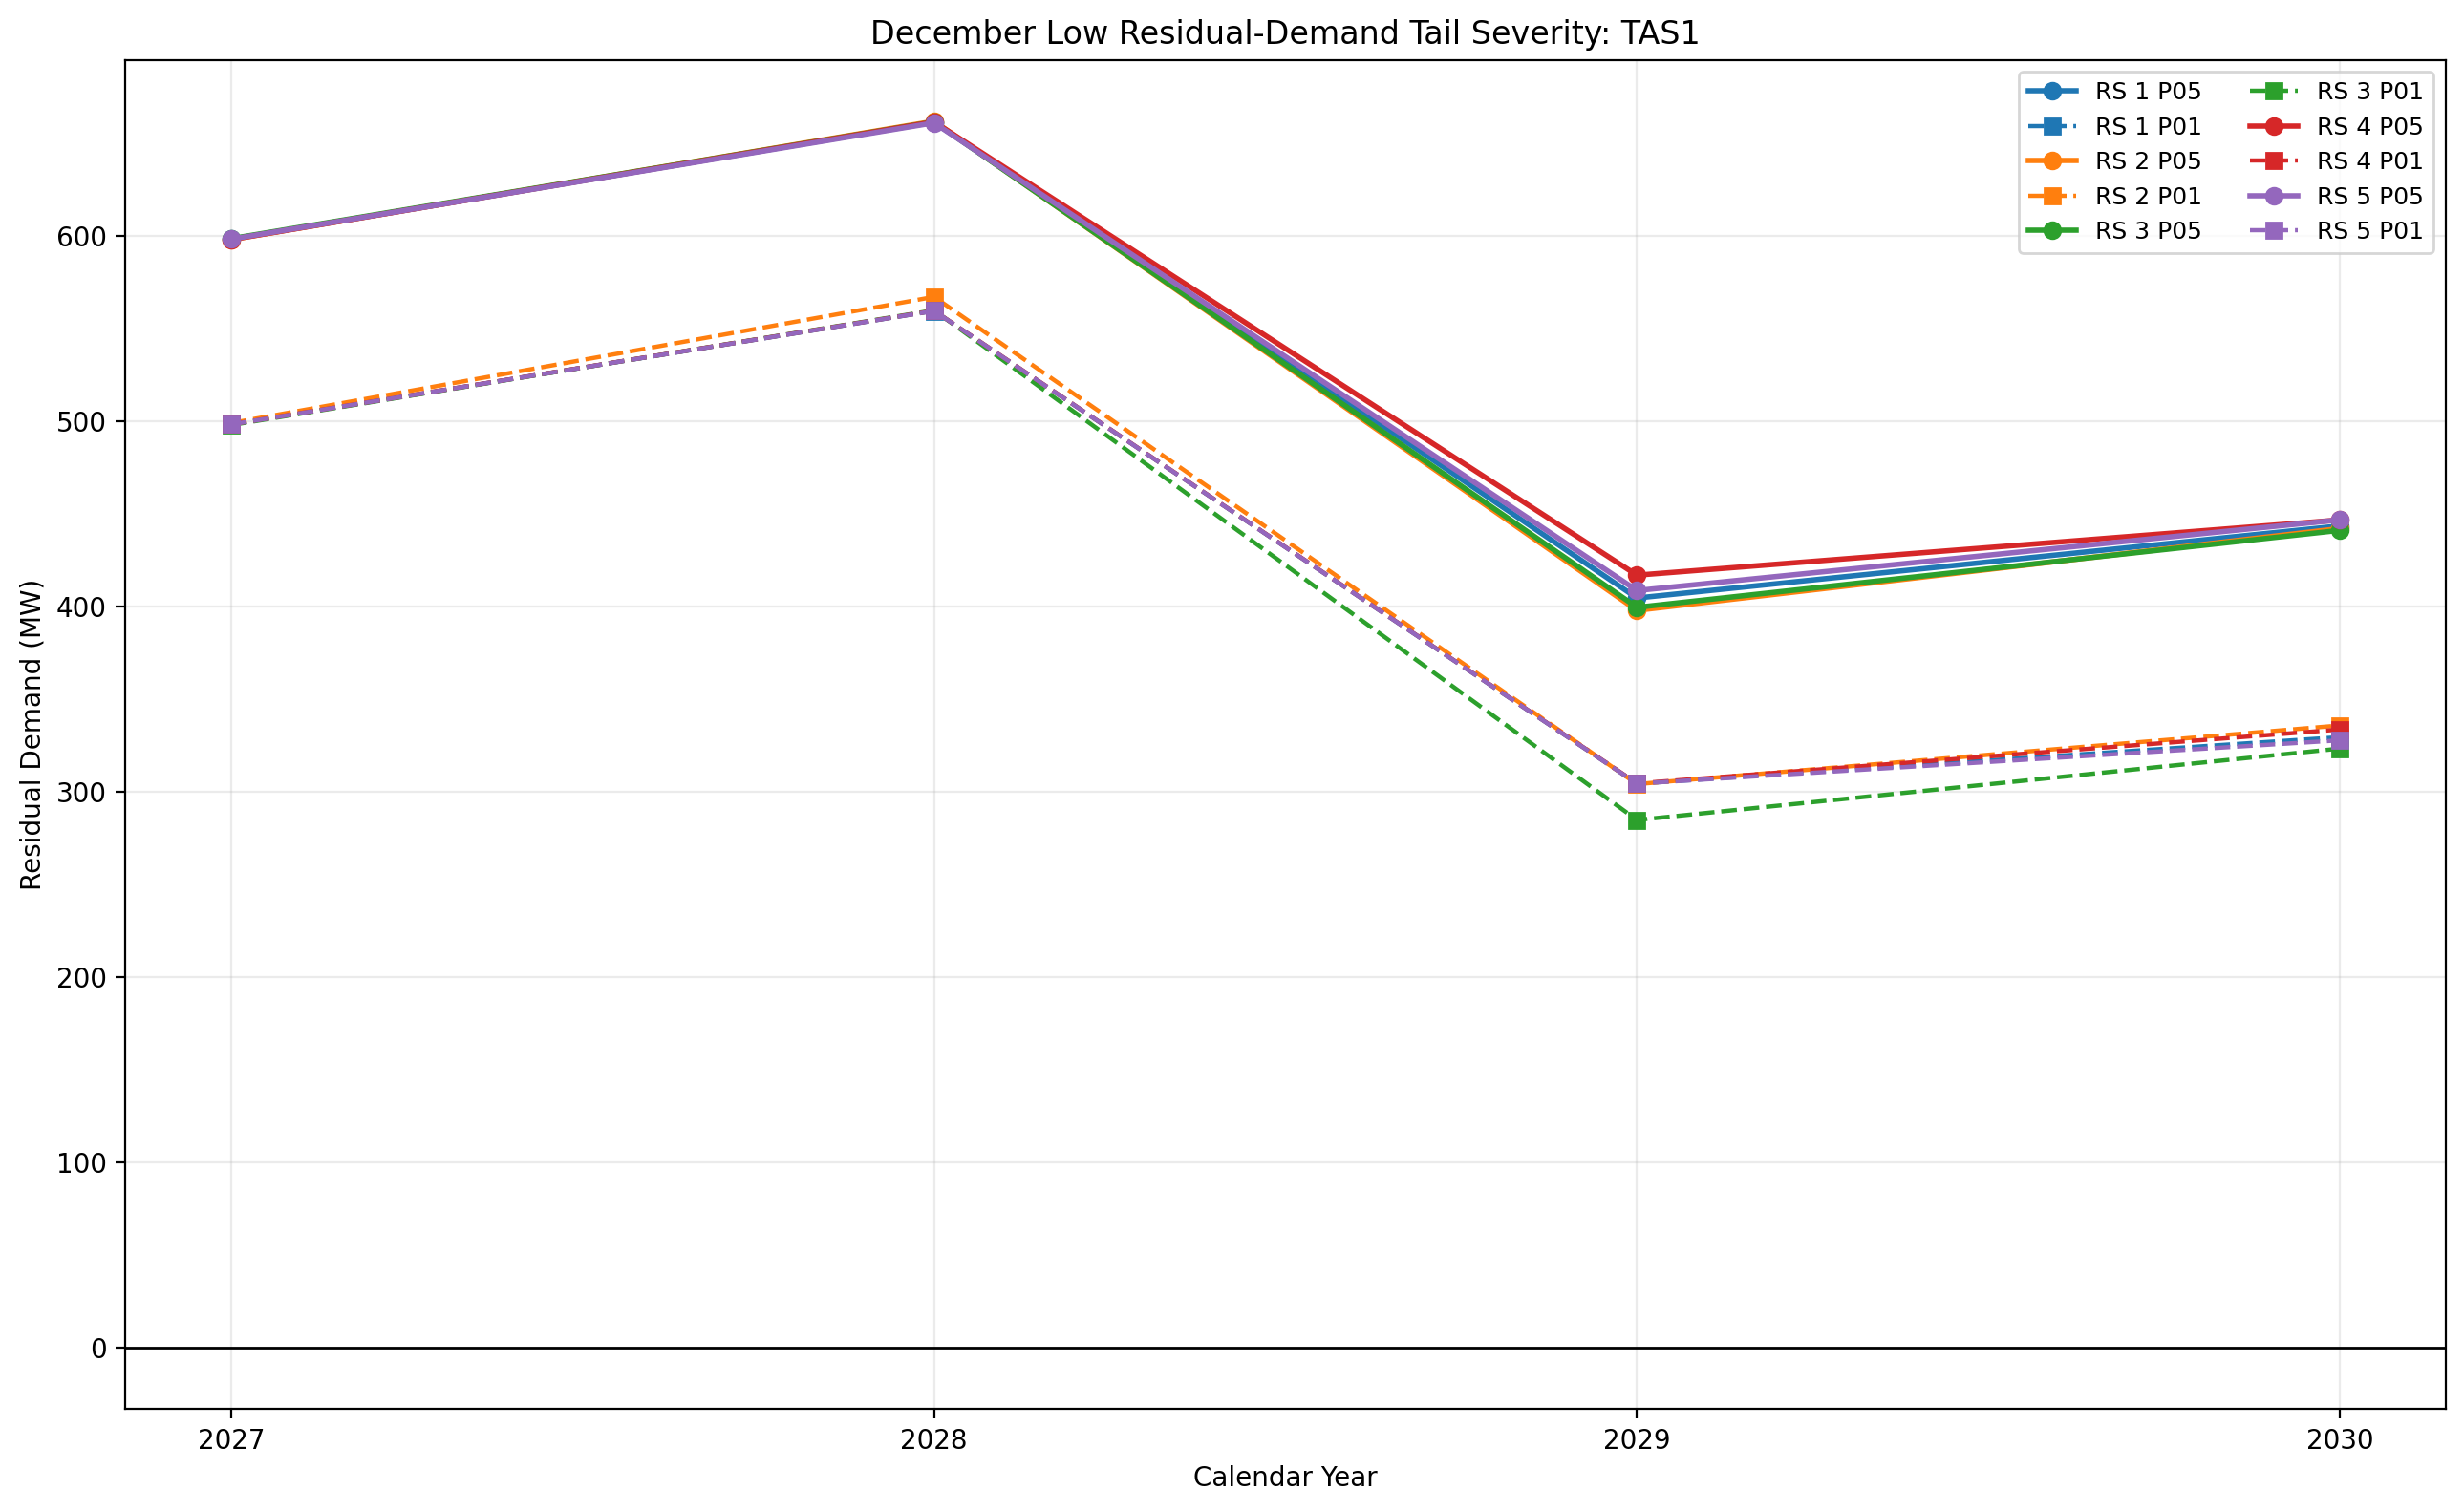 December Low Residual-Demand Tail Severity: TAS1
RS 1 P05
RS 1 P01
RS 2 P05
RS 2 P01
RS 3 P05
RS 3 P01
RS 4 P05
RS 4 P01
RS 5 P05
RS 5 P01
Residual Demand (MW)
600
500
400
300
200
100
0
2027
2028
2029
2030
Calendar Year